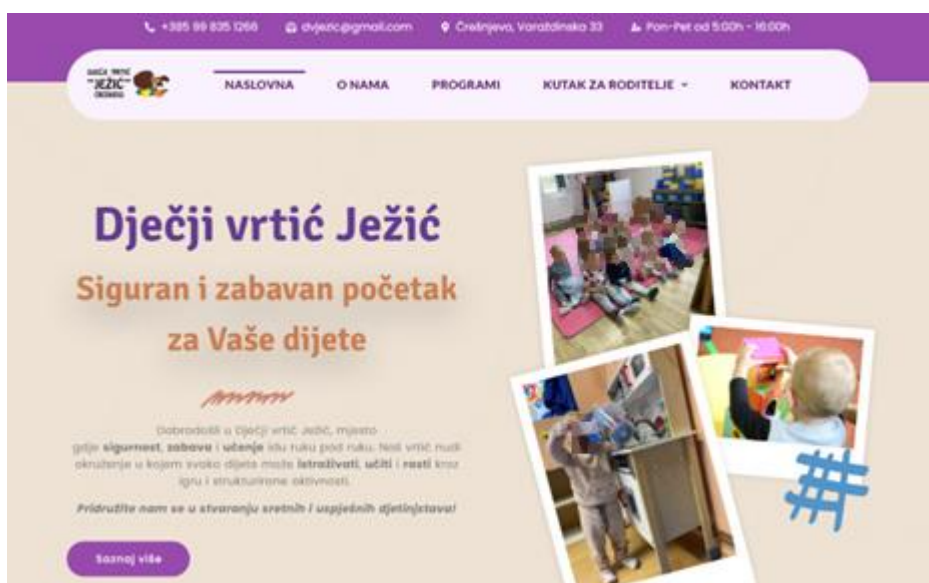 +385 99 835 1266
dvjezic@gmail.com
Črešnjevo, Varaždinska 33
Pon-Pet od 5:00h - 16:00h
DJEČJI VRTIĆ
"JEŽIĆ"
NASLOVNA
O NAMA
PROGRAMI
KUTAK ZA RODITELJE
KONTAKT
Dječji vrtić Ježić
Siguran i zabavan početak
za Vaše dijete
Dobrodošli u Dječji vrtić Ježić, mjesto
gdje sigurnost, zabava i učenje idu ruku pod ruku. Naš vrtić nudi
okruženje u kojem svako dijete može istraživati, učiti i rasti kroz
igru i strukturirane aktivnosti.
Pridružite nam se u stvaranju sretnih i uspješnih djetinjstava!
Saznaj više